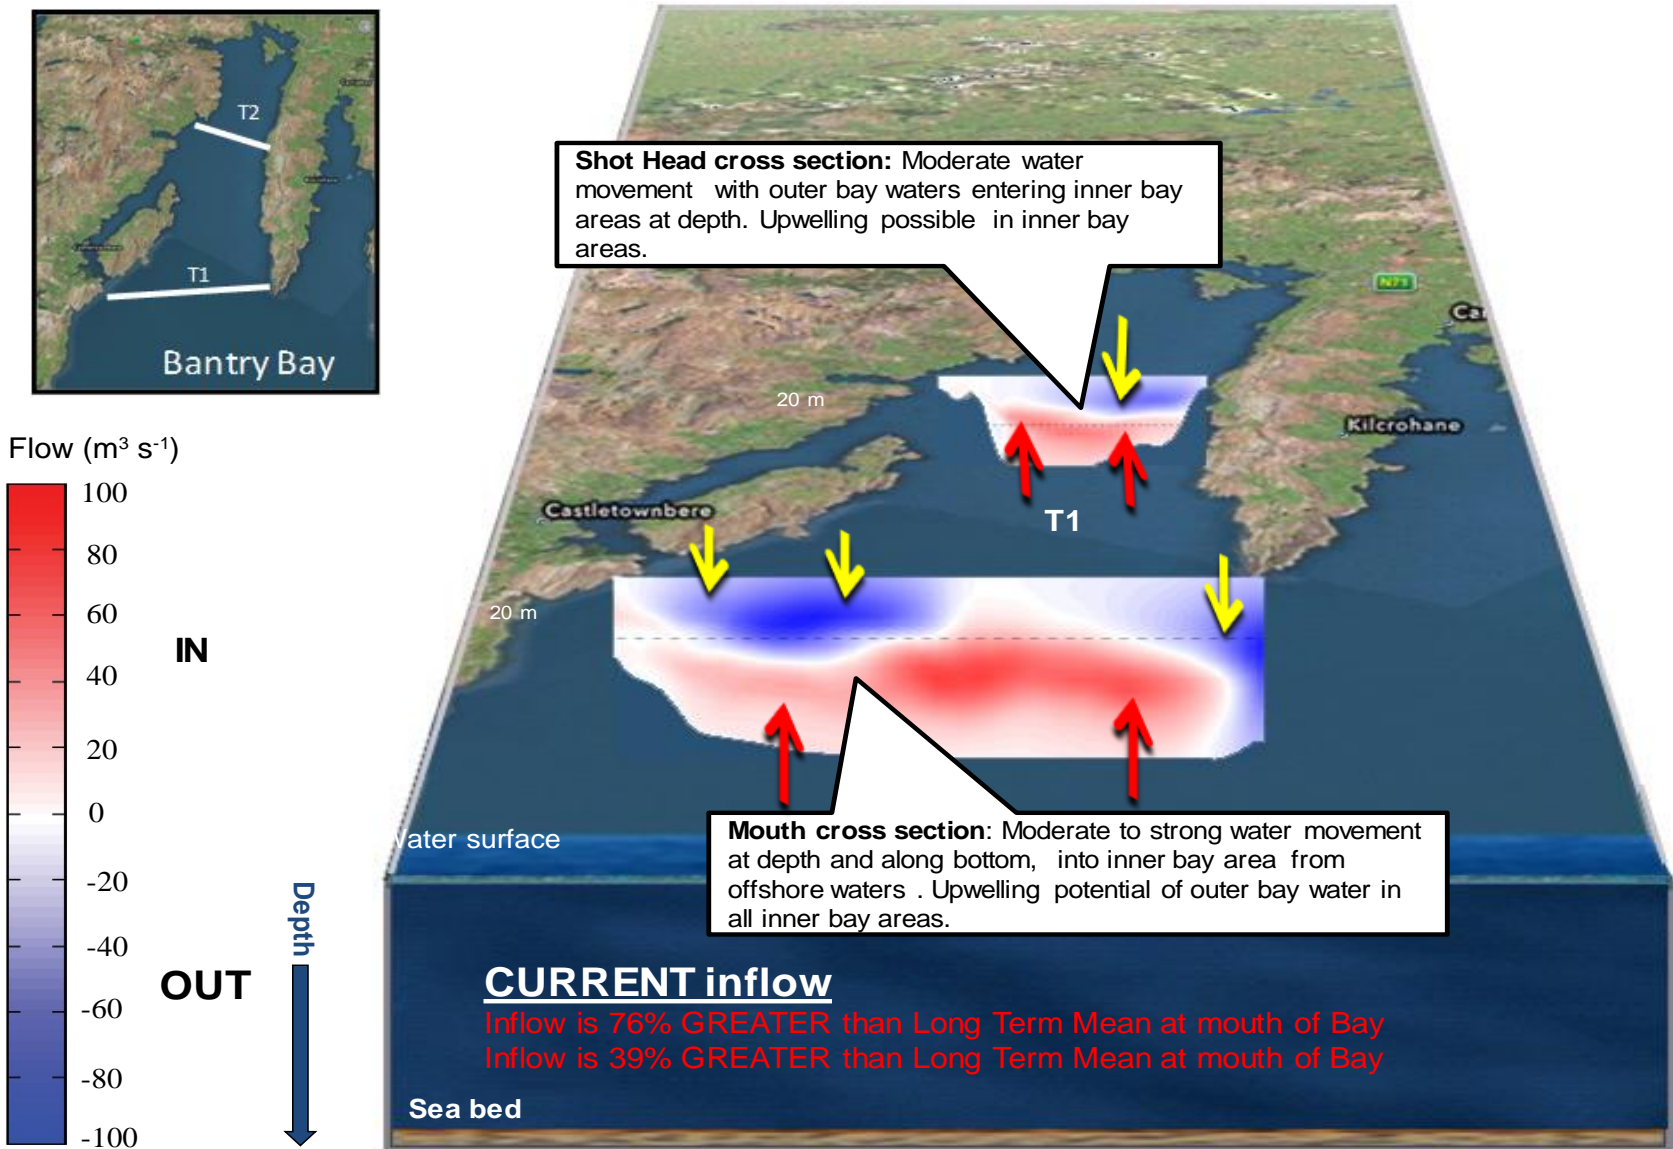 T2
T1
Bantry Bay
Castletownbere
Kilcrohane
Shot Head cross section: Moderate water
movement with outer bay waters entering inner bay
areas at depth. Upwelling possible in inner bay
areas.
N71
Kilcrohane
20 m
Castletownbere
T1
20 m
Flow (m³ s⁻¹)
100
80
60
40
20
0
-20
-40
-60
-80
-100
IN
OUT
Depth
Water surface
Mouth cross section: Moderate to strong water movement
at depth and along bottom, into inner bay area from
offshore waters . Upwelling potential of outer bay water in
all inner bay areas.
CURRENT inflow
Inflow is 76% GREATER than Long Term Mean at mouth of Bay
Inflow is 39% GREATER than Long Term Mean at mouth of Bay
Sea bed